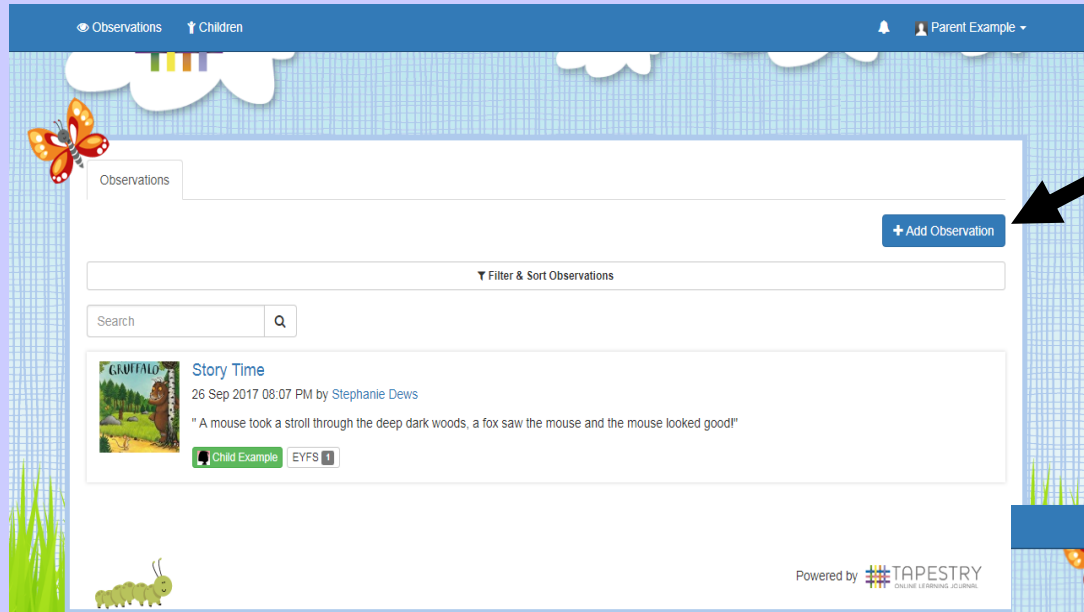 Observations Children Parent Example
Observations
+ Add Observation
Filter & Sort Observations
Search
GRUFFALO
Story Time
26 Sep 2017 08:07 PM by Stephanie Dews
" A mouse took a stroll through the deep dark woods, a fox saw the mouse and the mouse looked good!"
Child Example EYFS 1
Powered by TAPESTRY
ONLINE LEARNING JOURNAL